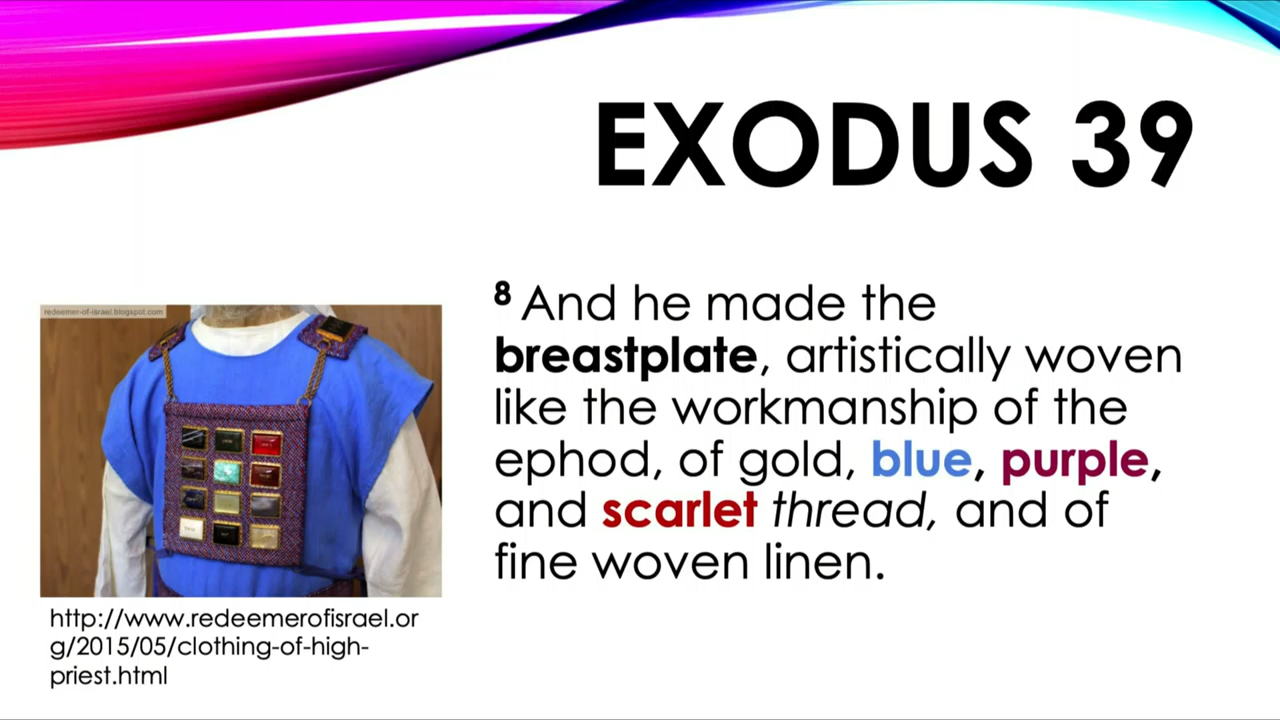 EXODUS 39
8 And he made the
breastplate, artistically woven
like the workmanship of the
ephod, of gold, blue, purple,
and scarlet thread, and of
fine woven linen.
redeemer-of-israel.blogspot.com
http://www.redeemerofisrael.or
g/2015/05/clothing-of-high-
priest.html